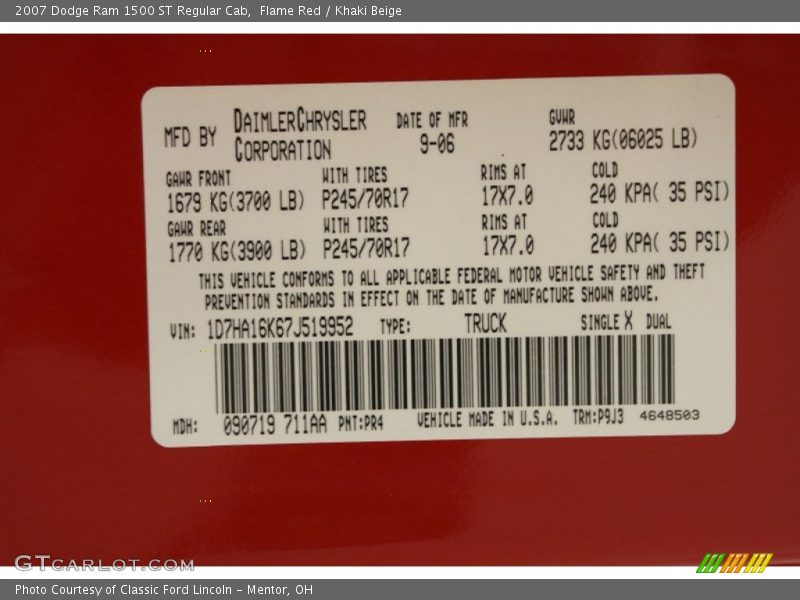 2007 Dodge Ram 1500 ST Regular Cab,  Flame Red / Khaki Beige
MFD BY DAIMLERCHRYSLER CORPORATION DATE OF MFR 9-06 GVWR 2733 KG(06025 LB)
GAWR FRONT WITH TIRES RIMS AT COLD
1679 KG(3700 LB) P245/70R17 17X7.0 240 KPA( 35 PSI)
GAWR REAR WITH TIRES RIMS AT COLD
1770 KG(3900 LB) P245/70R17 17X7.0 240 KPA( 35 PSI)
THIS VEHICLE CONFORMS TO ALL APPLICABLE FEDERAL MOTOR VEHICLE SAFETY AND THEFT
PREVENTION STANDARDS IN EFFECT ON THE DATE OF MANUFACTURE SHOWN ABOVE.
VIN: 1D7HA16K67J519952 TYPE: TRUCK SINGLE X DUAL
MDH: 090719 711AA PNT:PR4 VEHICLE MADE IN U.S.A. TRM:P9J3 4648503
GTCARLOT.COM
Photo Courtesy of Classic Ford Lincoln - Mentor, OH